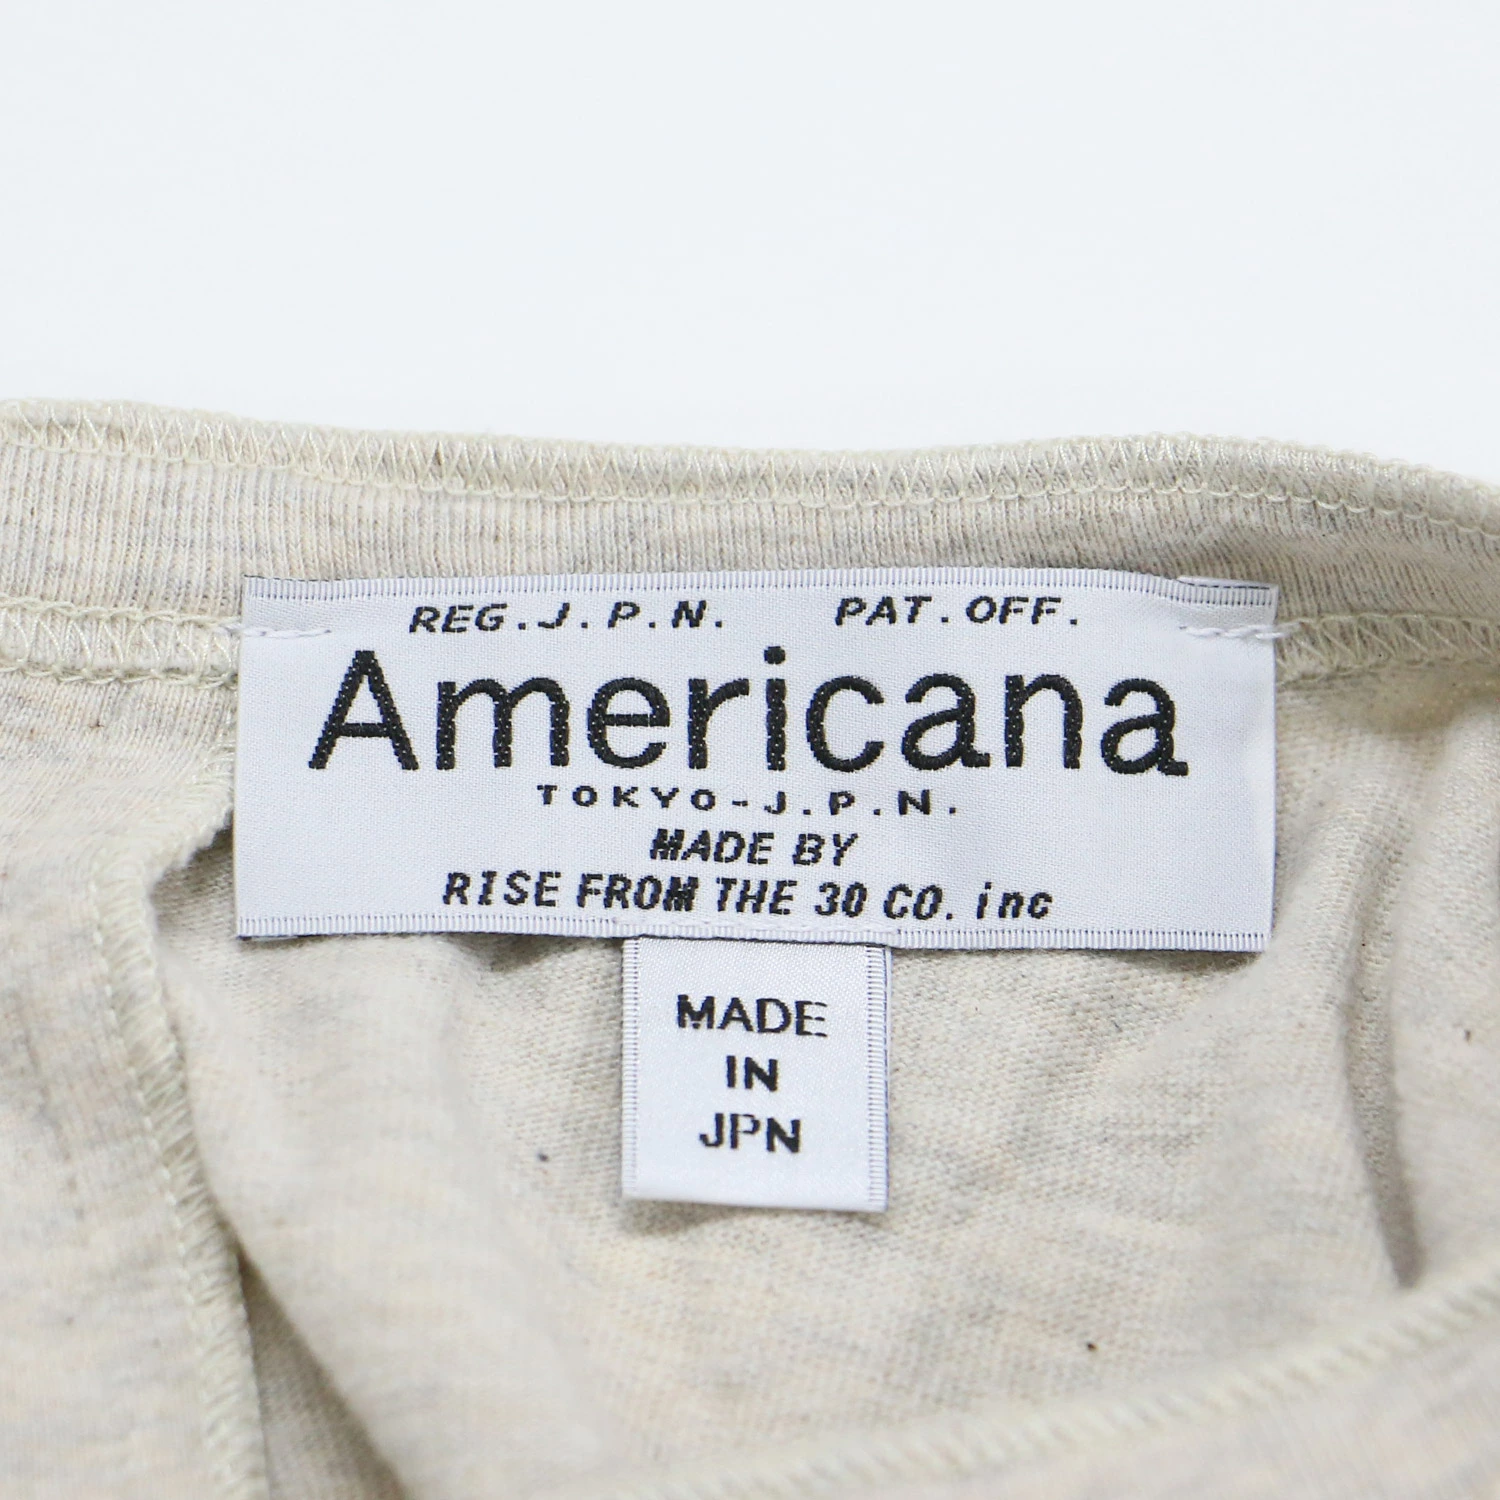 REG.J.P.N. PAT.OFF.
Americana
TOKYO-J.P.N.
MADE BY
RISE FROM THE 30 CO. inc
MADE
IN
JPN